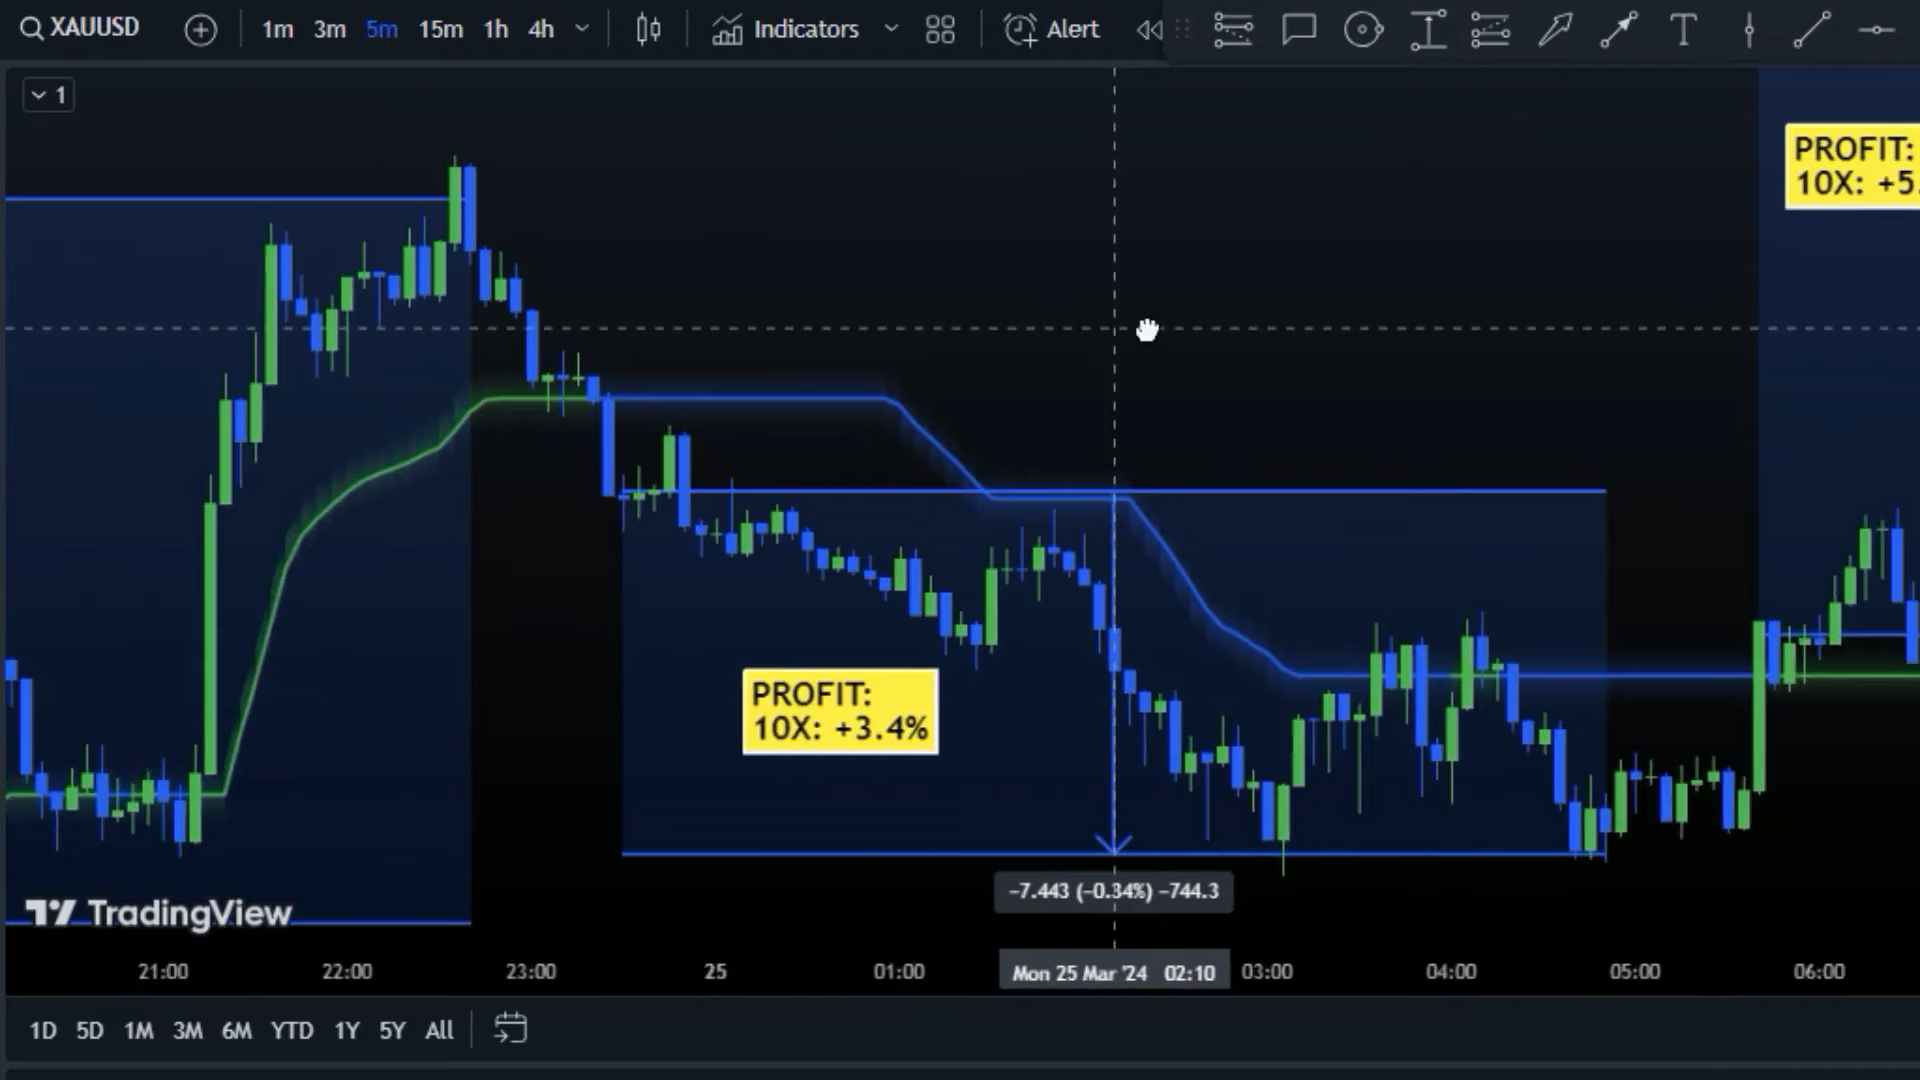 XAUUSD
1m 3m 5m 15m 1h 4h
Indicators
Alert
1
PROFIT:
10X: +5.
PROFIT:
10X: +3.4%
−7.443 (−0.34%) −744.3
TradingView
21:00 22:00 23:00 25 01:00 Mon 25 Mar '24 02:10 03:00 04:00 05:00 06:00
1D 5D 1M 3M 6M YTD 1Y 5Y All